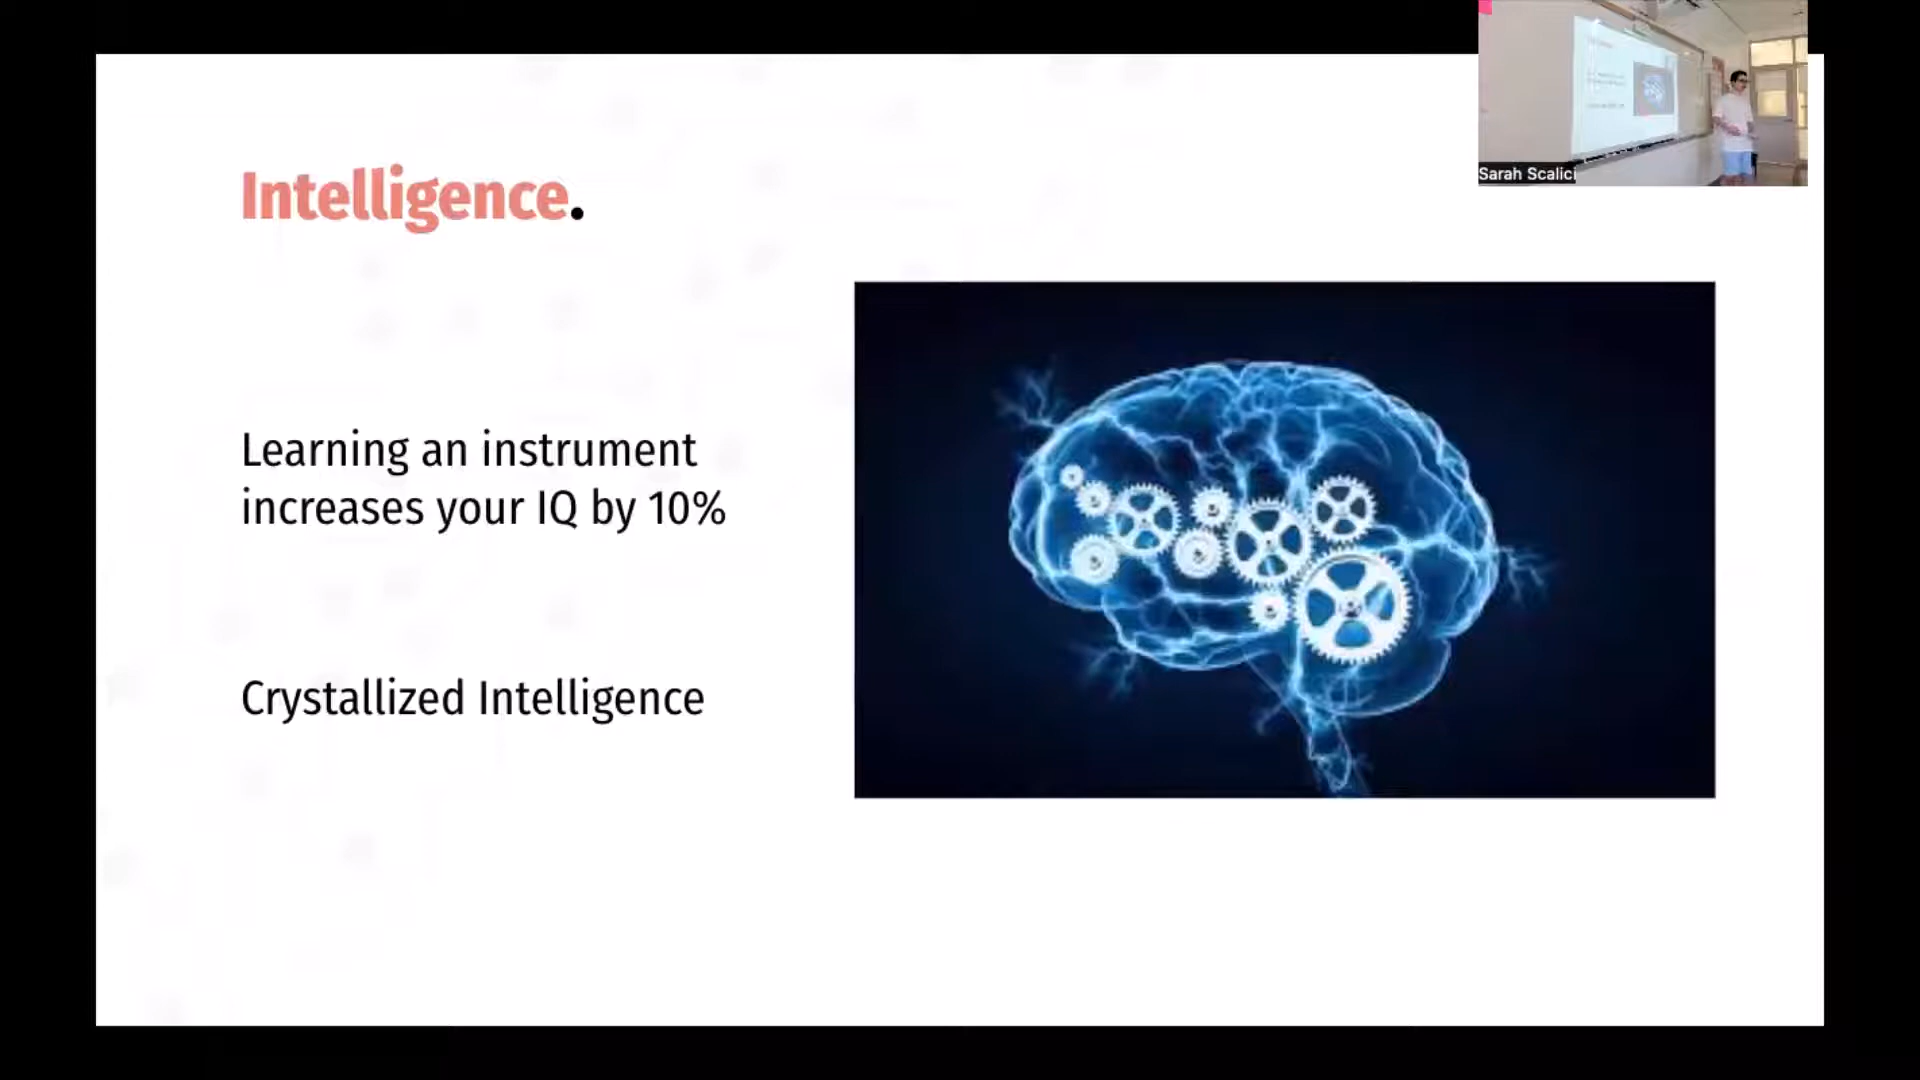 Intelligence.
Learning an instrument
increases your IQ by 10%
Crystallized Intelligence
Sarah Scalici